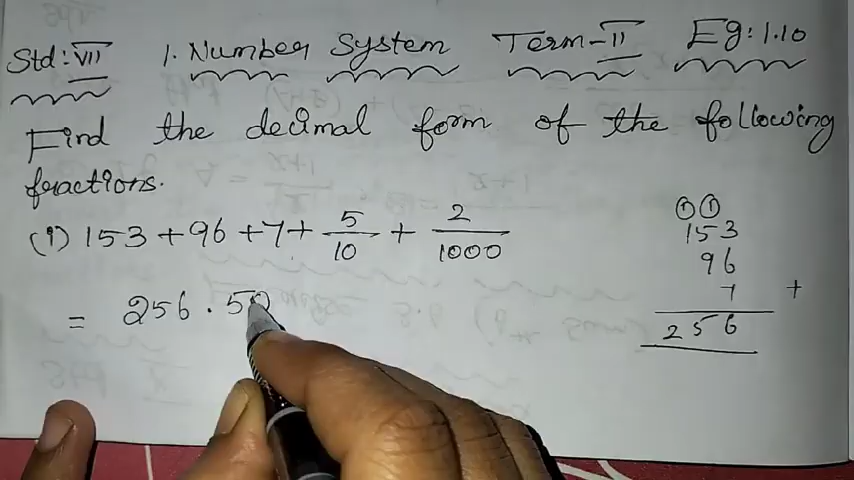 Std: VII 1. Number System Term-II Eg: 1.10
Find the decimal form of the following
fractions.
(i) 153 + 96 + 7 + 5/10 + 2/1000
= 256.50
00
153
96
7 +
256